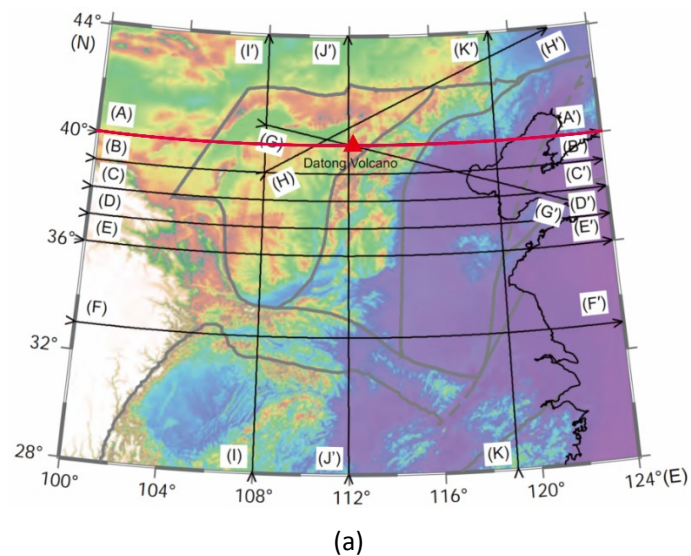 44°
(N)
(I′)
(J′)
(K′)
(H′)
(A)
40°
(G)
(A′)
(B)
Datong Volcano
(B′)
(H)
(C)
(C′)
(D)
(G′)
(D′)
(E)
(E′)
36°
(F)
(F′)
32°
(I)
(J′)
(K)
28°
100°
104°
108°
112°
116°
120°
124°(E)
(a)